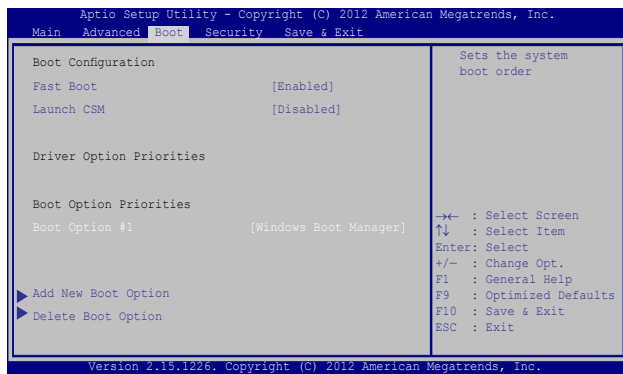 Aptio Setup Utility - Copyright (C) 2012 American Megatrends, Inc.
Main Advanced Boot Security Save & Exit
Boot Configuration
Fast Boot [Enabled]
Launch CSM [Disabled]
Driver Option Priorities
Boot Option Priorities
Boot Option #1 [Windows Boot Manager]
Add New Boot Option
Delete Boot Option
Sets the system
boot order
→← : Select Screen
↑↓ : Select Item
Enter: Select
+/— : Change Opt.
F1 : General Help
F9 : Optimized Defaults
F10 : Save & Exit
ESC : Exit
Version 2.15.1226. Copyright (C) 2012 American Megatrends, Inc.